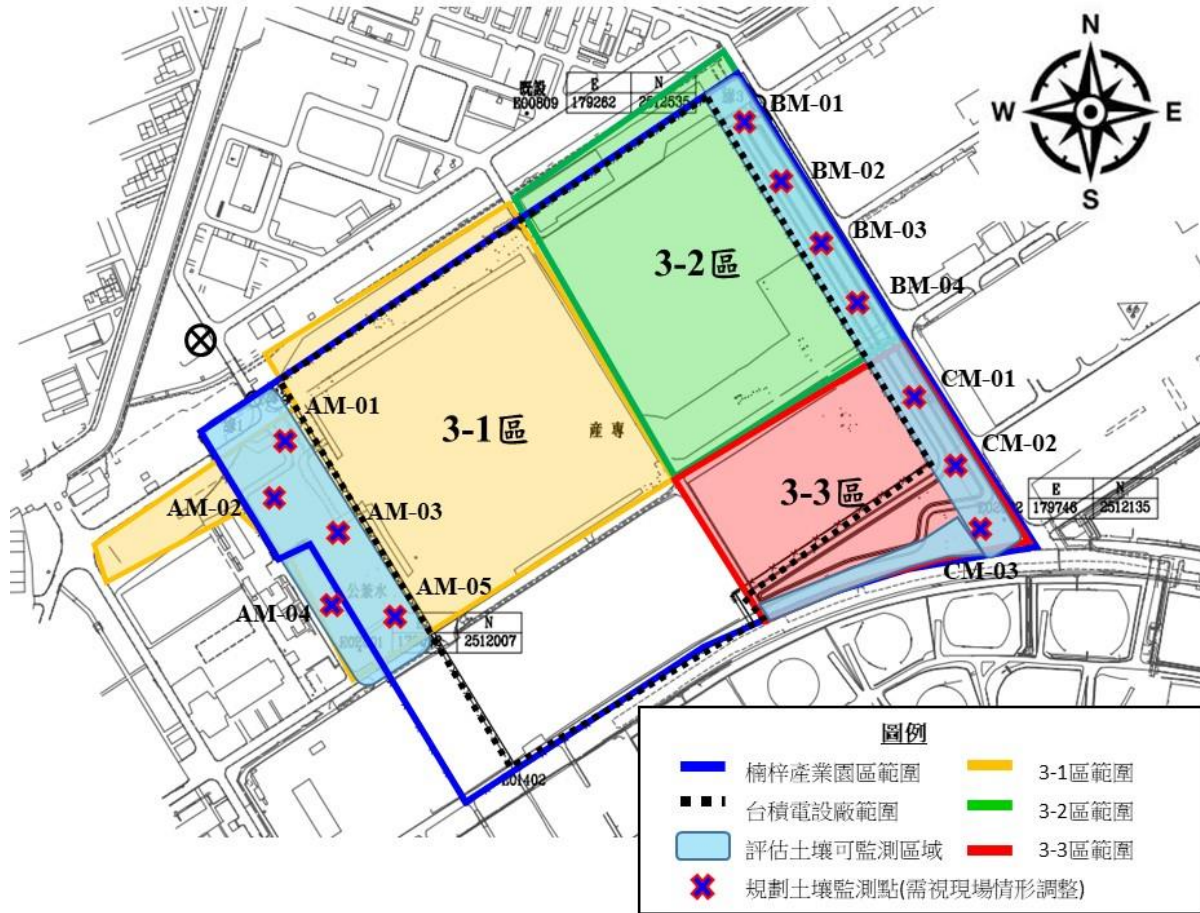 N
W E
S
既設
E00809
E N
179262 2512535
BM-01
BM-02
BM-03
BM-04
3-2區
CM-01
CM-02
CM-03
3-3區
E N
179746 2512135
AM-01
AM-02
AM-03
AM-04
AM-05
3-1區
產專
公兼水
N
2512007
E01402
圖例
楠梓產業園區範圍
3-1區範圍
台積電設廠範圍
3-2區範圍
評估土壤可監測區域
3-3區範圍
規劃土壤監測點(需視現場情形調整)